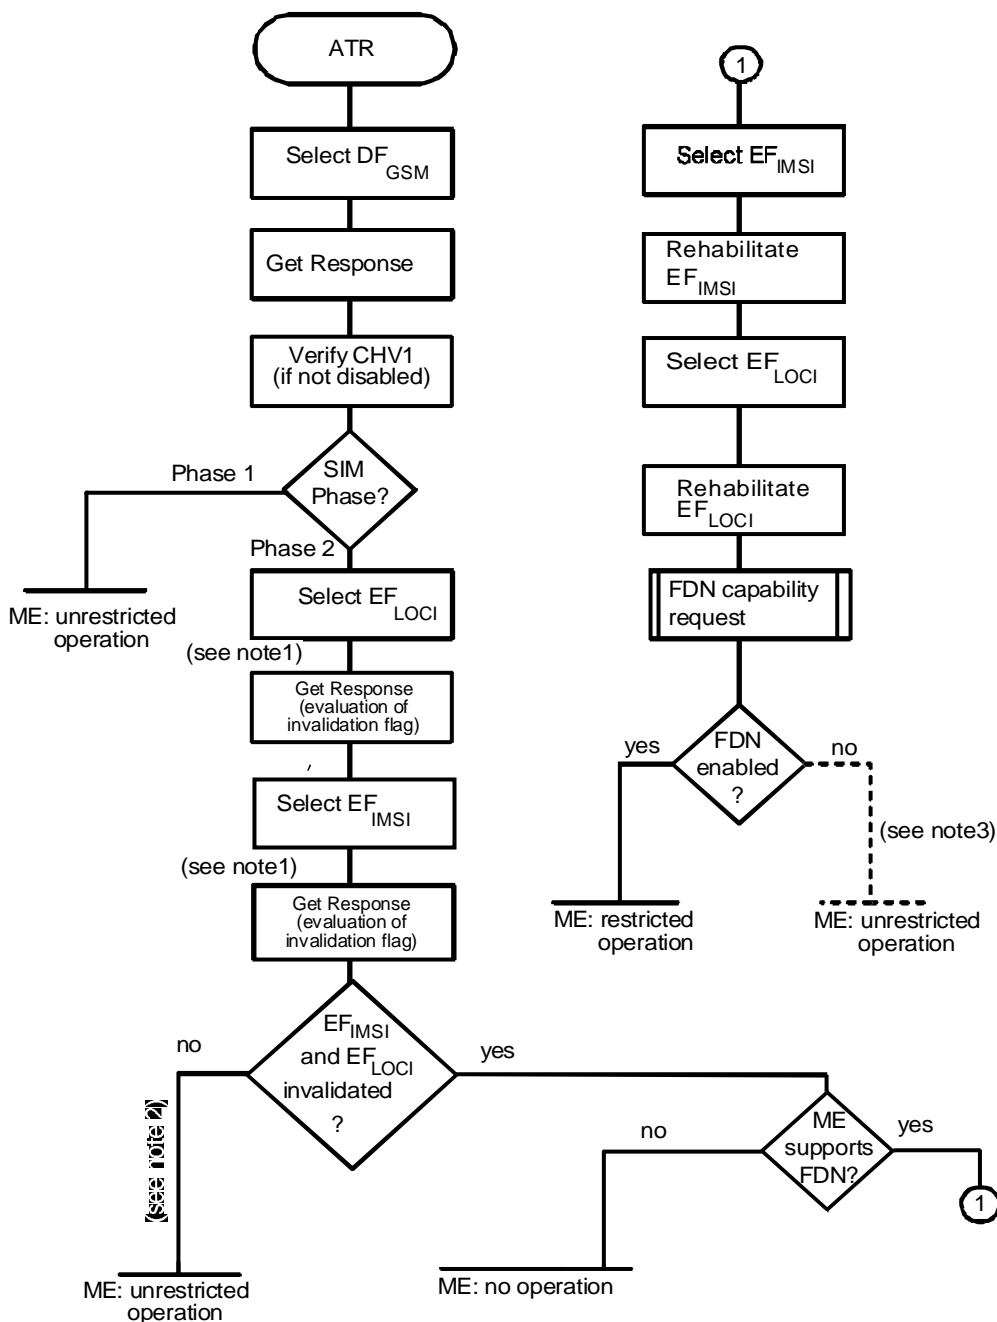 ATR
Select DF GSM
Get Response
Verify CHV1
(if not disabled)
SIM
Phase?
Phase 1
ME: unrestricted
operation
Phase 2
Select EF LOCI
(see note1)
Get Response
(evaluation of
invalidation flag)
Select EF IMSI
(see note1)
Get Response
(evaluation of
invalidation flag)
EF IMSI
and EF LOCI
invalidated
?
no
(see note 2)
ME: unrestricted
operation
yes
ME
supports
FDN?
no
ME: no operation
yes
1
1
Select EF IMSI
Rehabilitate
EF IMSI
Select EF LOCI
Rehabilitate
EF LOCI
FDN capability
request
FDN
enabled
?
yes
ME: restricted
operation
no
(see note3)
ME: unrestricted
operation